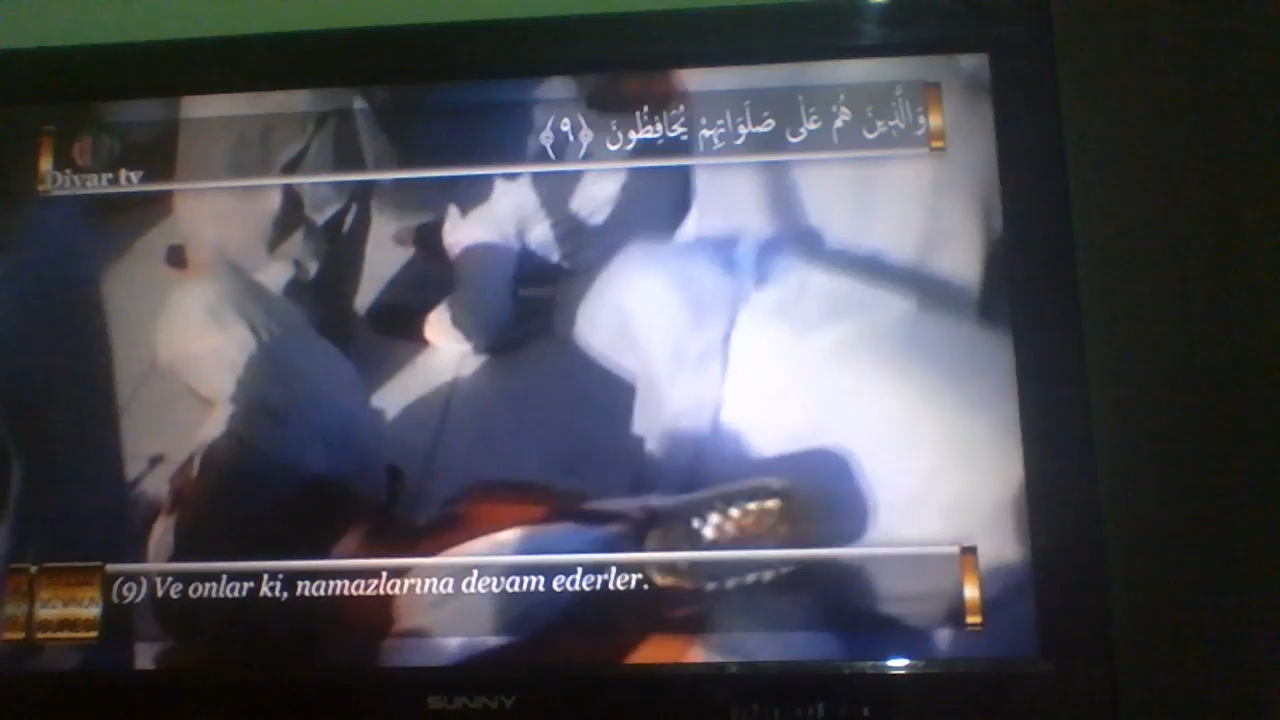 وَالَّذِينَ هُمْ عَلَى صَلَوَاتِهِمْ يُحَافِظُونَ ﴿٩﴾
Divar tv
(9) Ve onlar ki, namazlarına devam ederler.
SUNNY